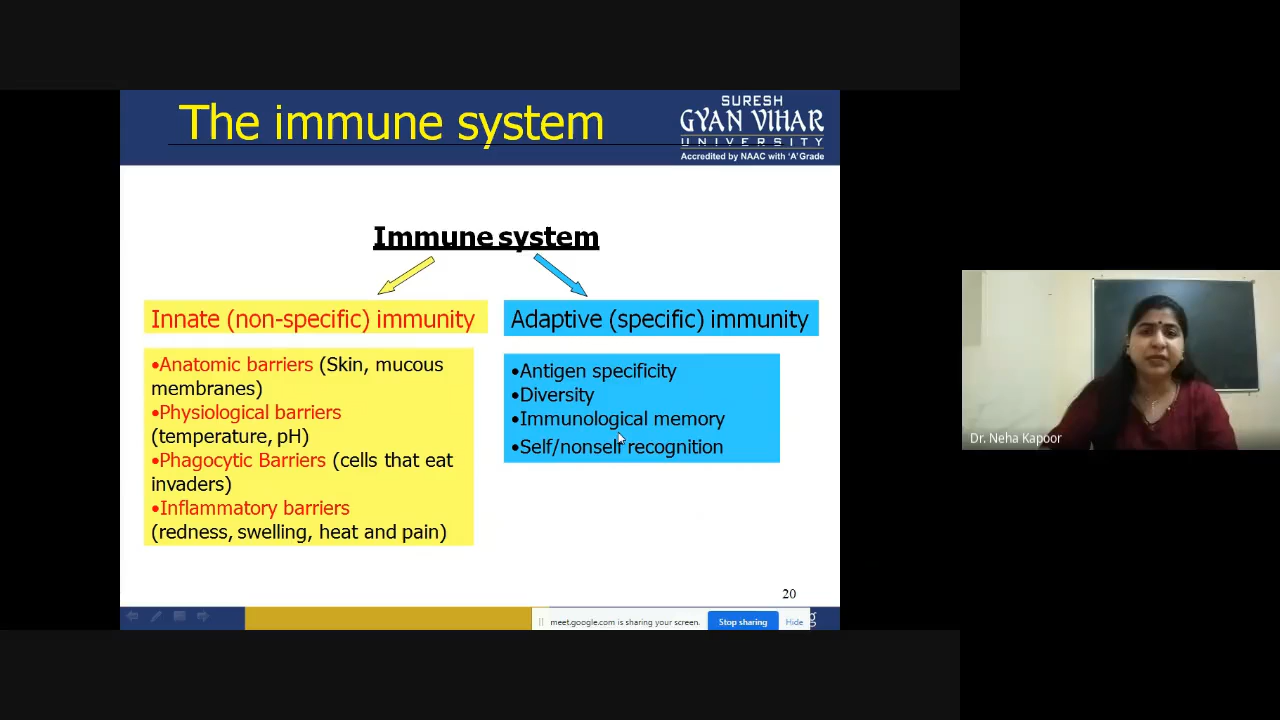 The immune system
SURESH
GYAN VIHAR
UNIVERSITY
Accredited by NAAC with 'A' Grade
Immune system
Innate (non-specific) immunity
•Anatomic barriers (Skin, mucous
membranes)
•Physiological barriers
(temperature, pH)
•Phagocytic Barriers (cells that eat
invaders)
•Inflammatory barriers
(redness, swelling, heat and pain)
Adaptive (specific) immunity
•Antigen specificity
•Diversity
•Immunological memory
•Self/nonself recognition
20
meet.google.com is sharing your screen.
Stop sharing
Hide
Dr. Neha Kapoor